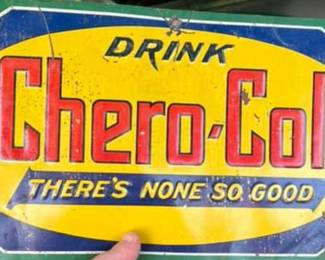 DRINK
Chero-Col
THERE'S NONE SO GOOD